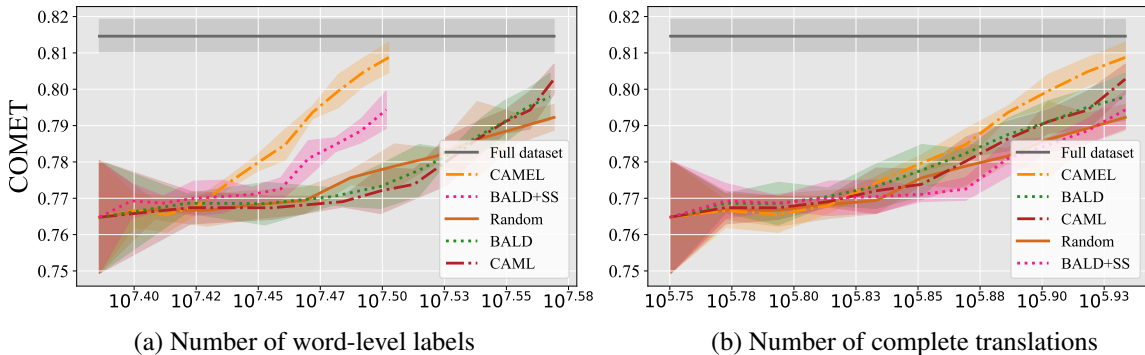 COMET
0.82
0.81
0.80
0.79
0.78
0.77
0.76
0.75
Full dataset
CAMEL
BALD+SS
Random
BALD
CAML
10^7.40 10^7.42 10^7.45 10^7.47 10^7.50 10^7.53 10^7.55 10^7.58
(a) Number of word-level labels
0.82
0.81
0.80
0.79
0.78
0.77
0.76
0.75
Full dataset
CAMEL
BALD
CAML
Random
BALD+SS
10^5.75 10^5.78 10^5.80 10^5.83 10^5.85 10^5.88 10^5.90 10^5.93
(b) Number of complete translations